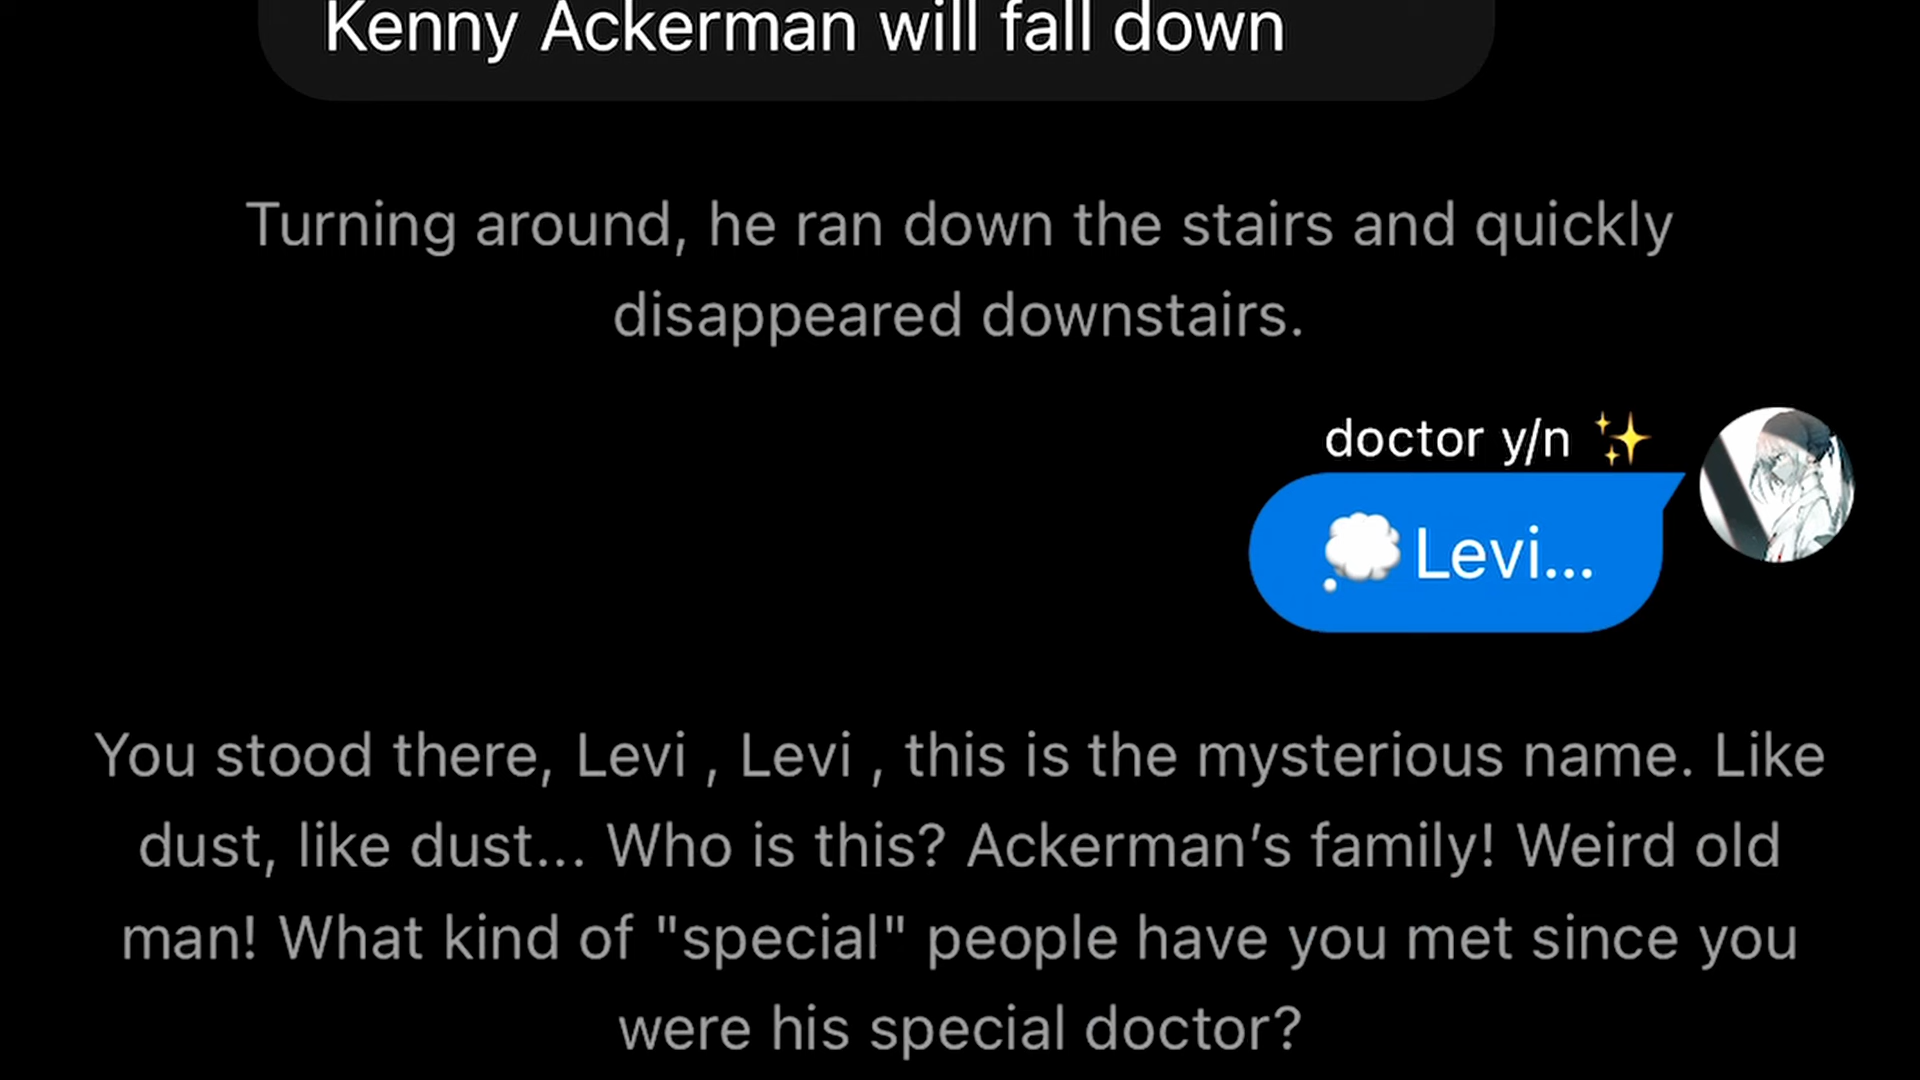 Kenny Ackerman will fall down
Turning around, he ran down the stairs and quickly
disappeared downstairs.
doctor y/n ✨
💭Levi...
You stood there, Levi , Levi , this is the mysterious name. Like
dust, like dust... Who is this? Ackerman’s family! Weird old
man! What kind of "special" people have you met since you
were his special doctor?